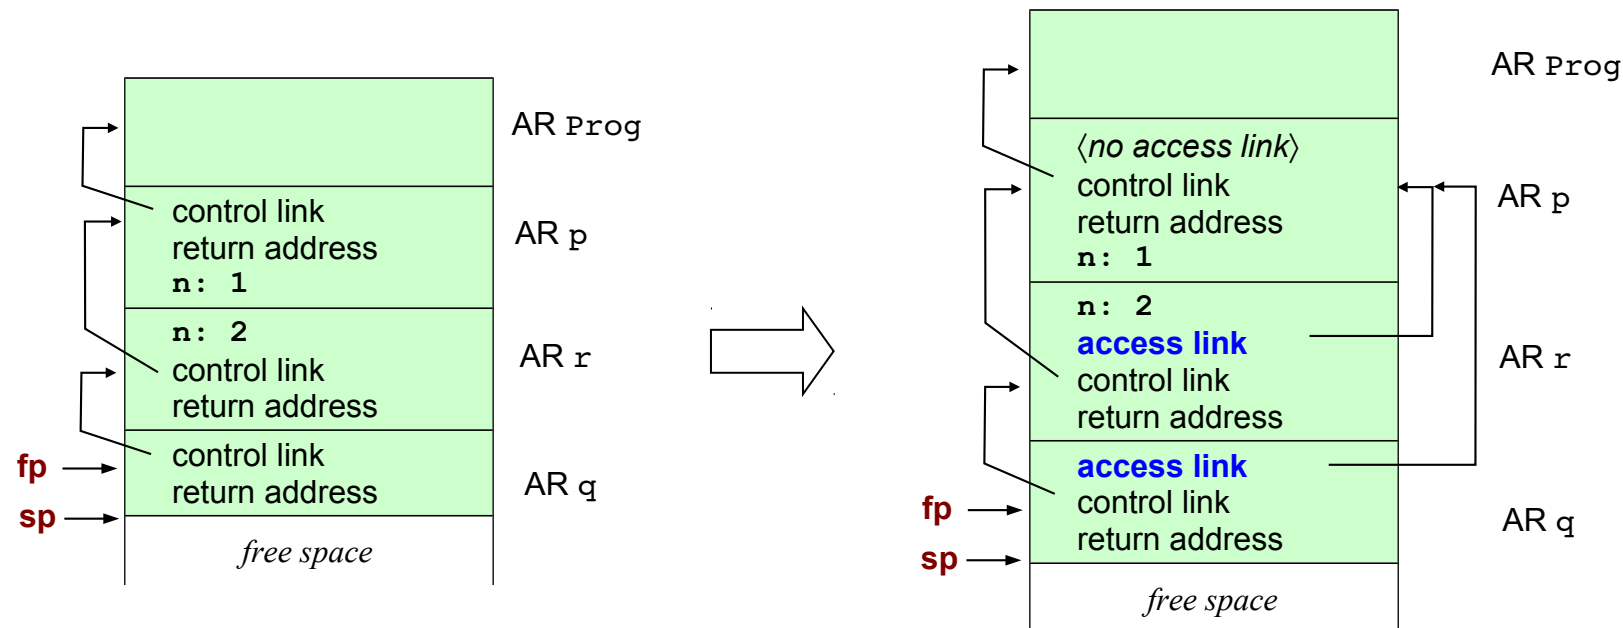 AR Prog
control link
return address
n: 1
AR p
n: 2
control link
return address
AR r
control link
return address
AR q
fp
sp
free space
AR Prog
⟨no access link⟩
control link
return address
n: 1
AR p
n: 2
access link
control link
return address
AR r
access link
control link
return address
AR q
fp
sp
free space